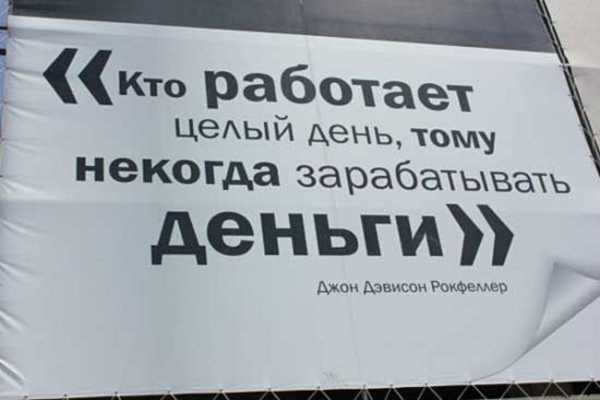 «Кто работает
целый день, тому
некогда зарабатывать
деньги»
Джон Дэвисон Рокфеллер